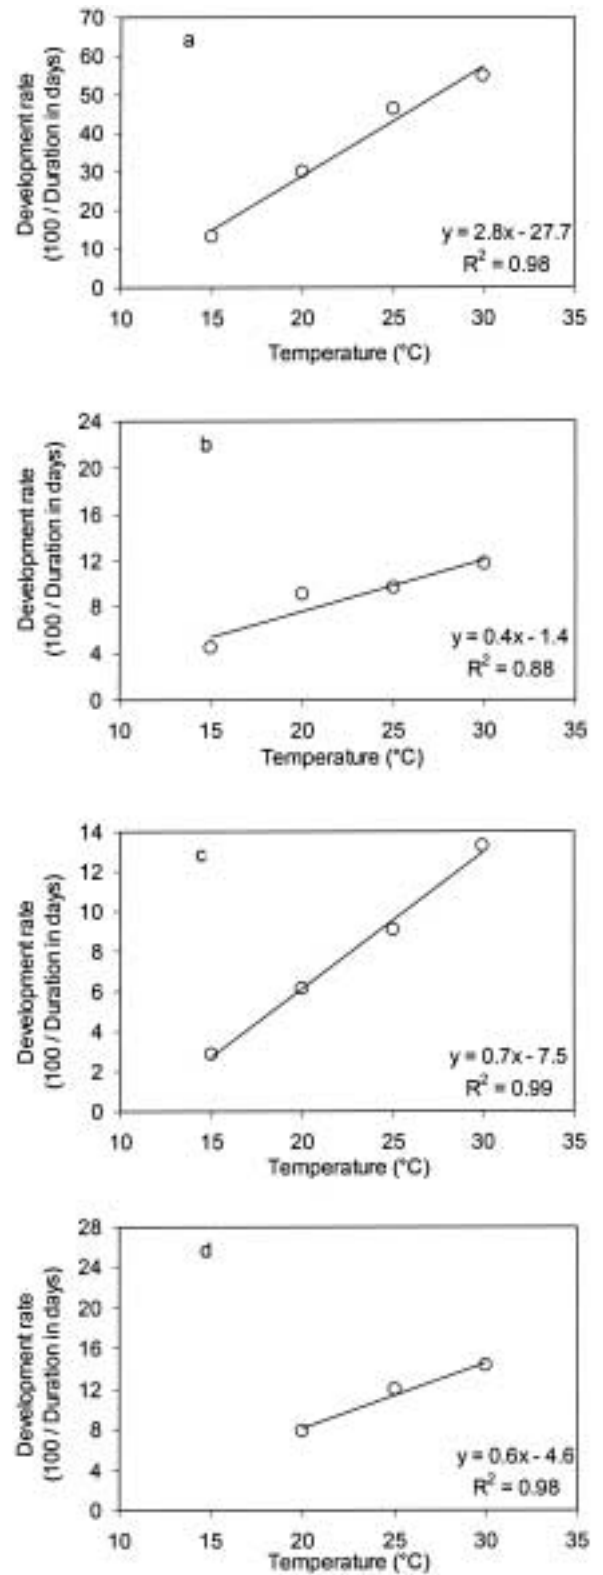 70
60
50
40
30
20
10
0
a
y = 2.8x - 27.7
R² = 0.98
10 15 20 25 30 35
Temperature (°C)
Development rate
(100 / Duration in days)
24
20
16
12
8
4
0
b
y = 0.4x - 1.4
R² = 0.88
10 15 20 25 30 35
Temperature (°C)
Development rate
(100 / Duration in days)
14
12
10
8
6
4
2
0
c
y = 0.7x - 7.5
R² = 0.99
10 15 20 25 30 35
Temperature (°C)
Development rate
(100 / Duration in days)
28
24
20
16
12
8
4
0
d
y = 0.6x - 4.6
R² = 0.98
10 15 20 25 30 35
Temperature (°C)
Development rate
(100 / Duration in days)